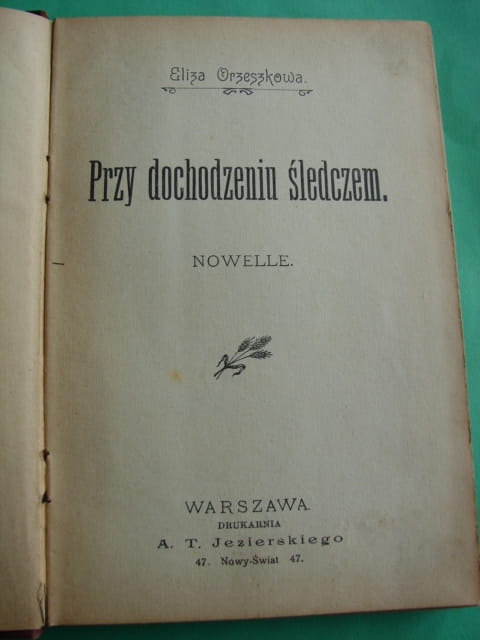 Eliza Orzeszkowa.
Przy dochodzeniu śledczem.
NOWELLE.
WARSZAWA.
DRUKARNIA
A. T. Jezierskiego
47. Nowy-Świat 47.